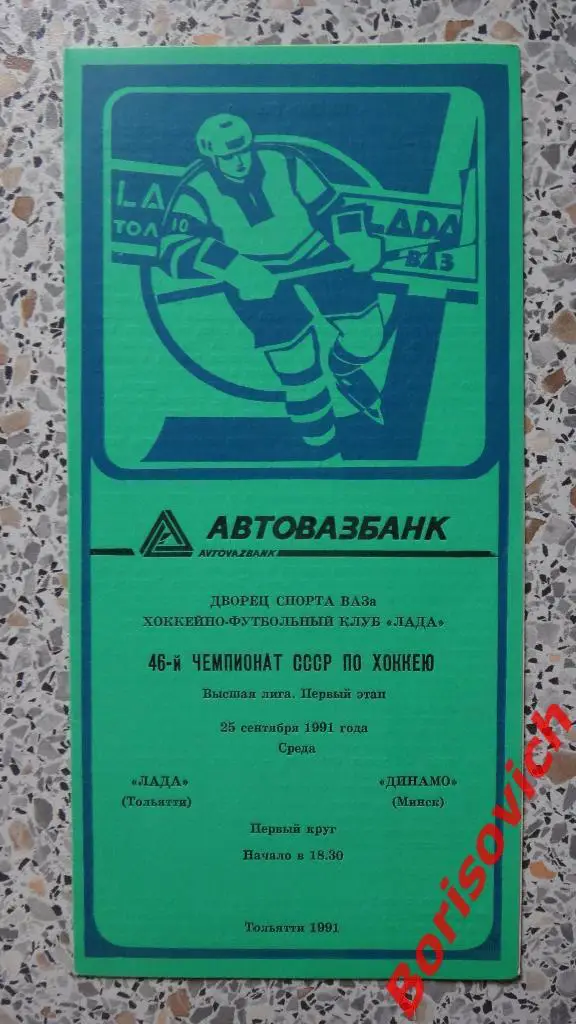 LA
ТОЛ
10
LADA
ВАЗ
АВТОВАЗБАНК
AVTOVAZBANK
ДВОРЕЦ СПОРТА ВАЗа
ХОККЕЙНО-ФУТБОЛЬНЫЙ КЛУБ «ЛАДА»
46-й ЧЕМПИОНАТ СССР ПО ХОККЕЮ
Высшая лига. Первый этап
25 сентября 1991 года
Среда
«ЛАДА» «ДИНАМО»
(Тольятти) (Минск)
Первый круг
Начало в 18.30
Тольятти 1991
Borisovich